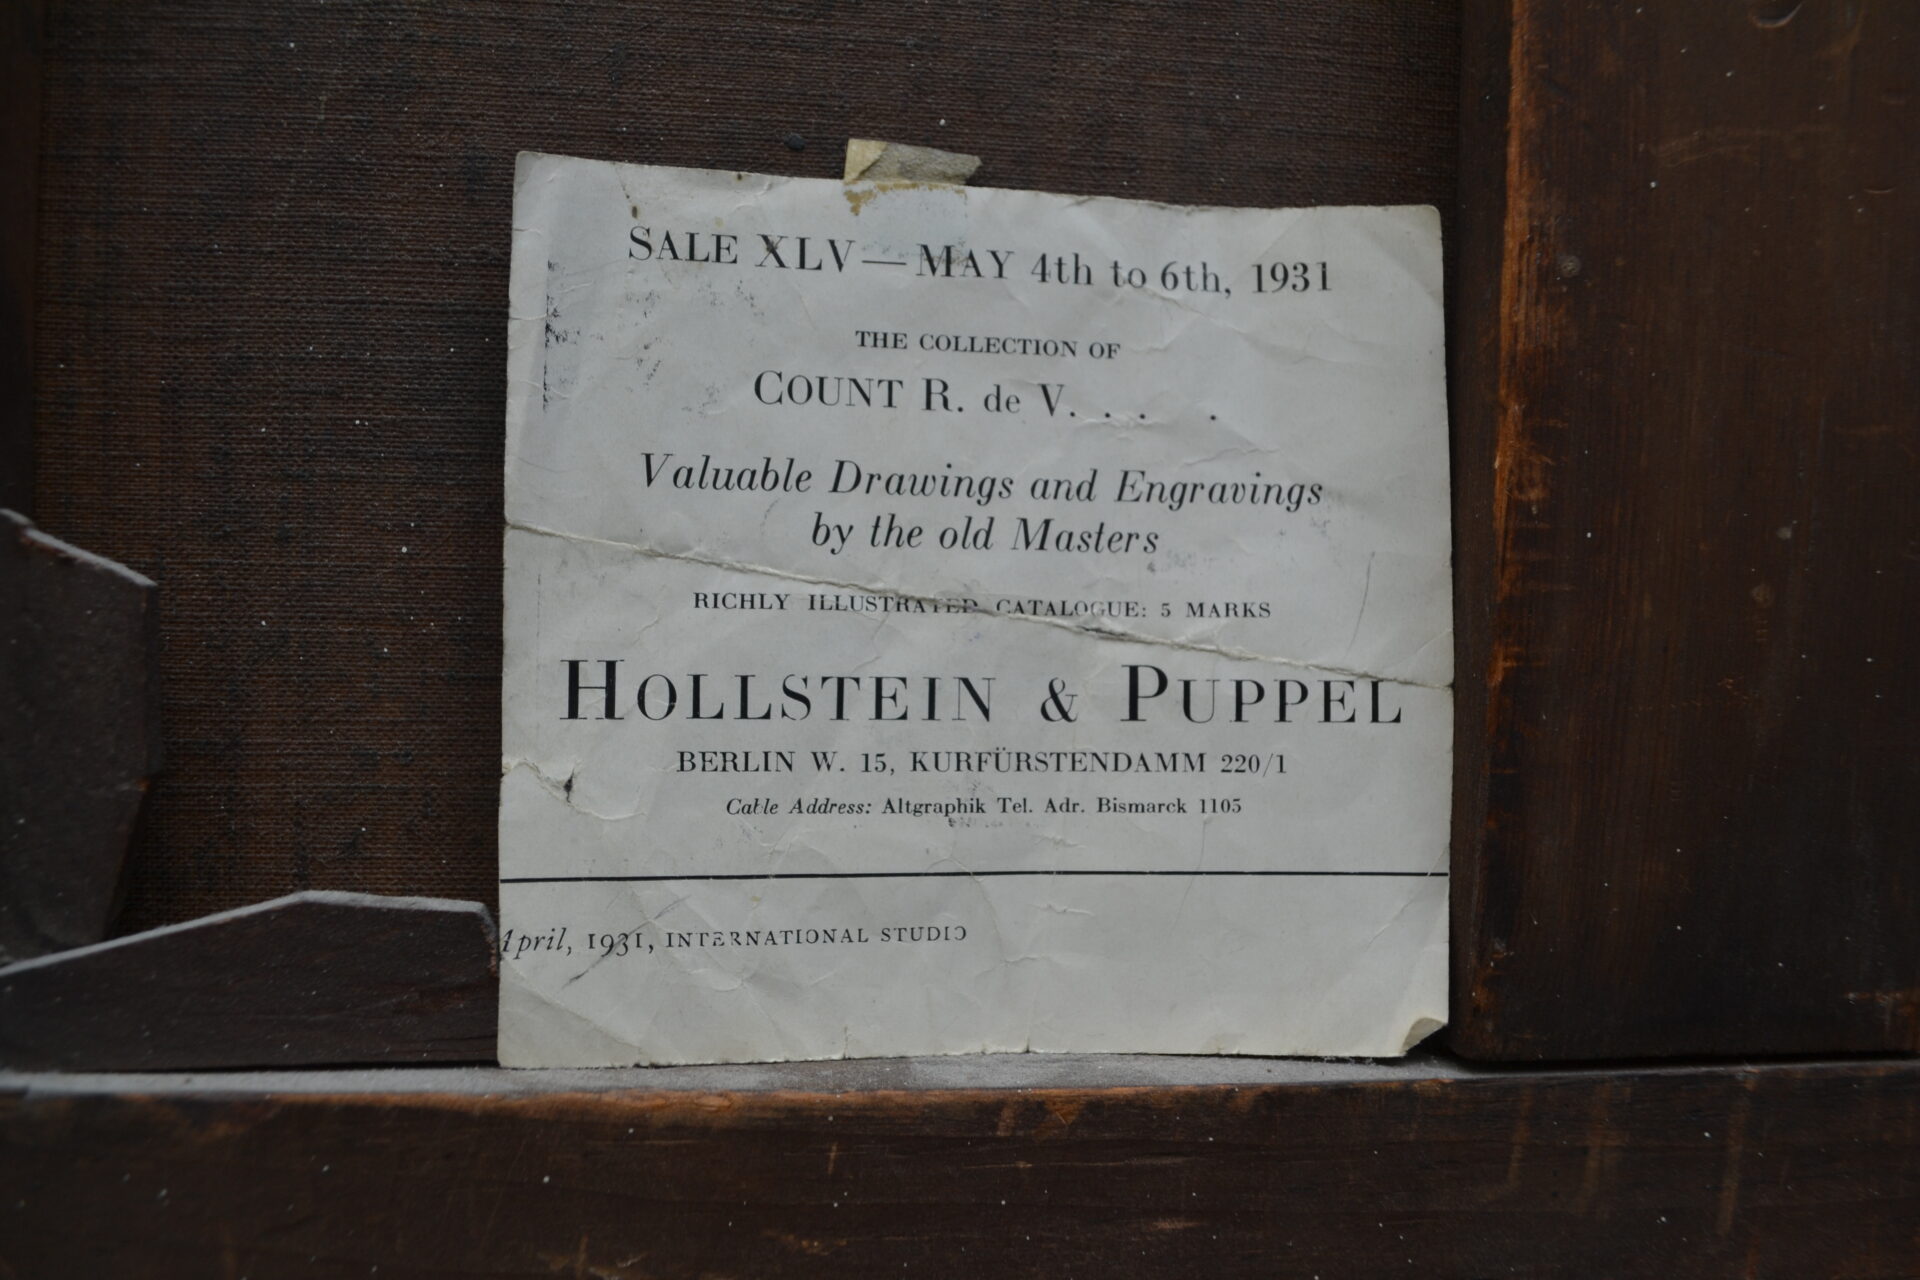 SALE XLV — MAY 4th to 6th, 1931
THE COLLECTION OF
COUNT R. de V. . . . .
Valuable Drawings and Engravings
by the old Masters
RICHLY ILLUSTRATED CATALOGUE: 5 MARKS
HOLLSTEIN & PUPPEL
BERLIN W. 15, KURFÜRSTENDAMM 220/1
Cable Address: Altgraphik Tel. Adr. Bismarck 1105
April, 1931, INTERNATIONAL STUDIO